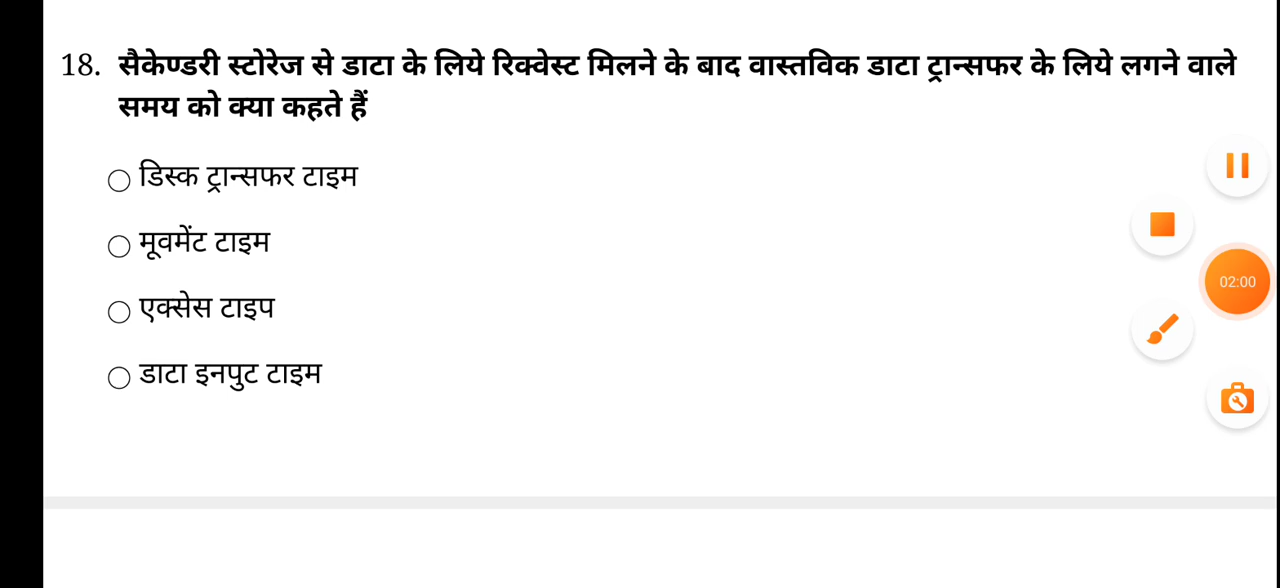 18. सैकेण्डरी स्टोरेज से डाटा के लिये रिक्वेस्ट मिलने के बाद वास्तविक डाटा ट्रान्सफर के लिये लगने वाले
समय को क्या कहते हैं
डिस्क ट्रान्सफर टाइम
मूवमेंट टाइम
एक्सेस टाइप
डाटा इनपुट टाइम
02:00